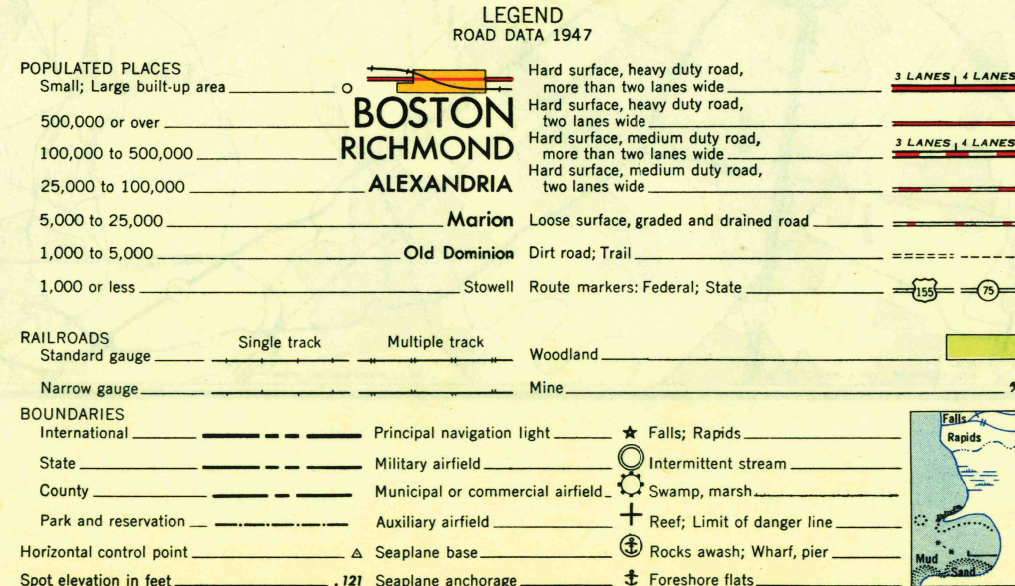 LEGEND
ROAD DATA 1947
POPULATED PLACES
Small; Large built-up area
500,000 or over BOSTON
100,000 to 500,000 RICHMOND
25,000 to 100,000 ALEXANDRIA
5,000 to 25,000 Marion
1,000 to 5,000 Old Dominion
1,000 or less Stowell
Hard surface, heavy duty road,
more than two lanes wide 3 LANES 4 LANES
Hard surface, heavy duty road,
two lanes wide
Hard surface, medium duty road,
more than two lanes wide 3 LANES 4 LANES
Hard surface, medium duty road,
two lanes wide
Loose surface, graded and drained road
Dirt road; Trail
Route markers: Federal; State 155 75
RAILROADS Single track Multiple track
Standard gauge
Narrow gauge
Woodland
Mine
BOUNDARIES
International
State
County
Park and reservation
Horizontal control point
Spot elevation in feet .121
Principal navigation light
Military airfield
Municipal or commercial airfield
Auxiliary airfield
Seaplane base
Seaplane anchorage
Falls; Rapids
Intermittent stream
Swamp, marsh
Reef; Limit of danger line
Rocks awash; Wharf, pier
Foreshore flats
Falls
Rapids
Mud
Sand